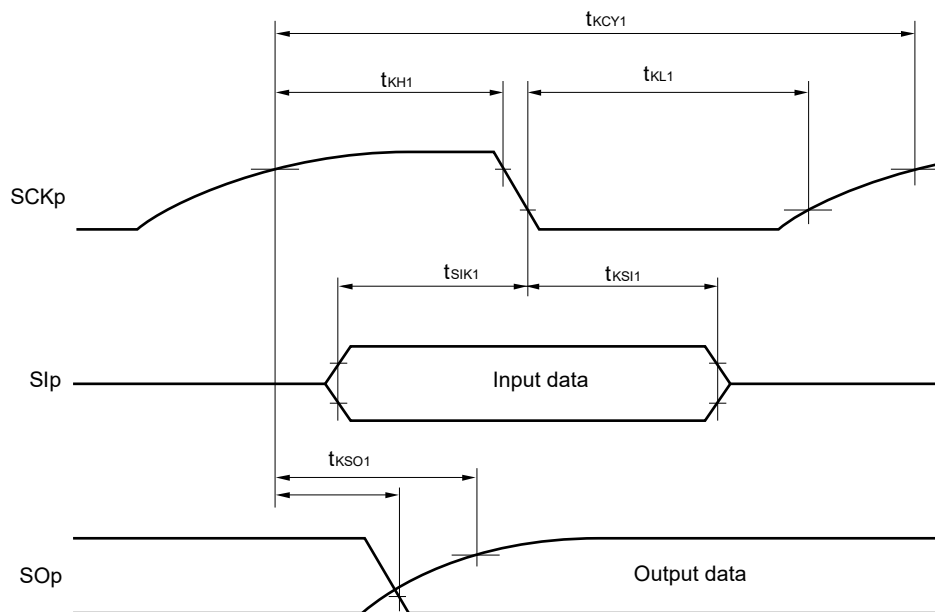 tKCY1
tKH1
tKL1
SCKp
tSIK1
tKSI1
SIp
Input data
tKSO1
SOp
Output data